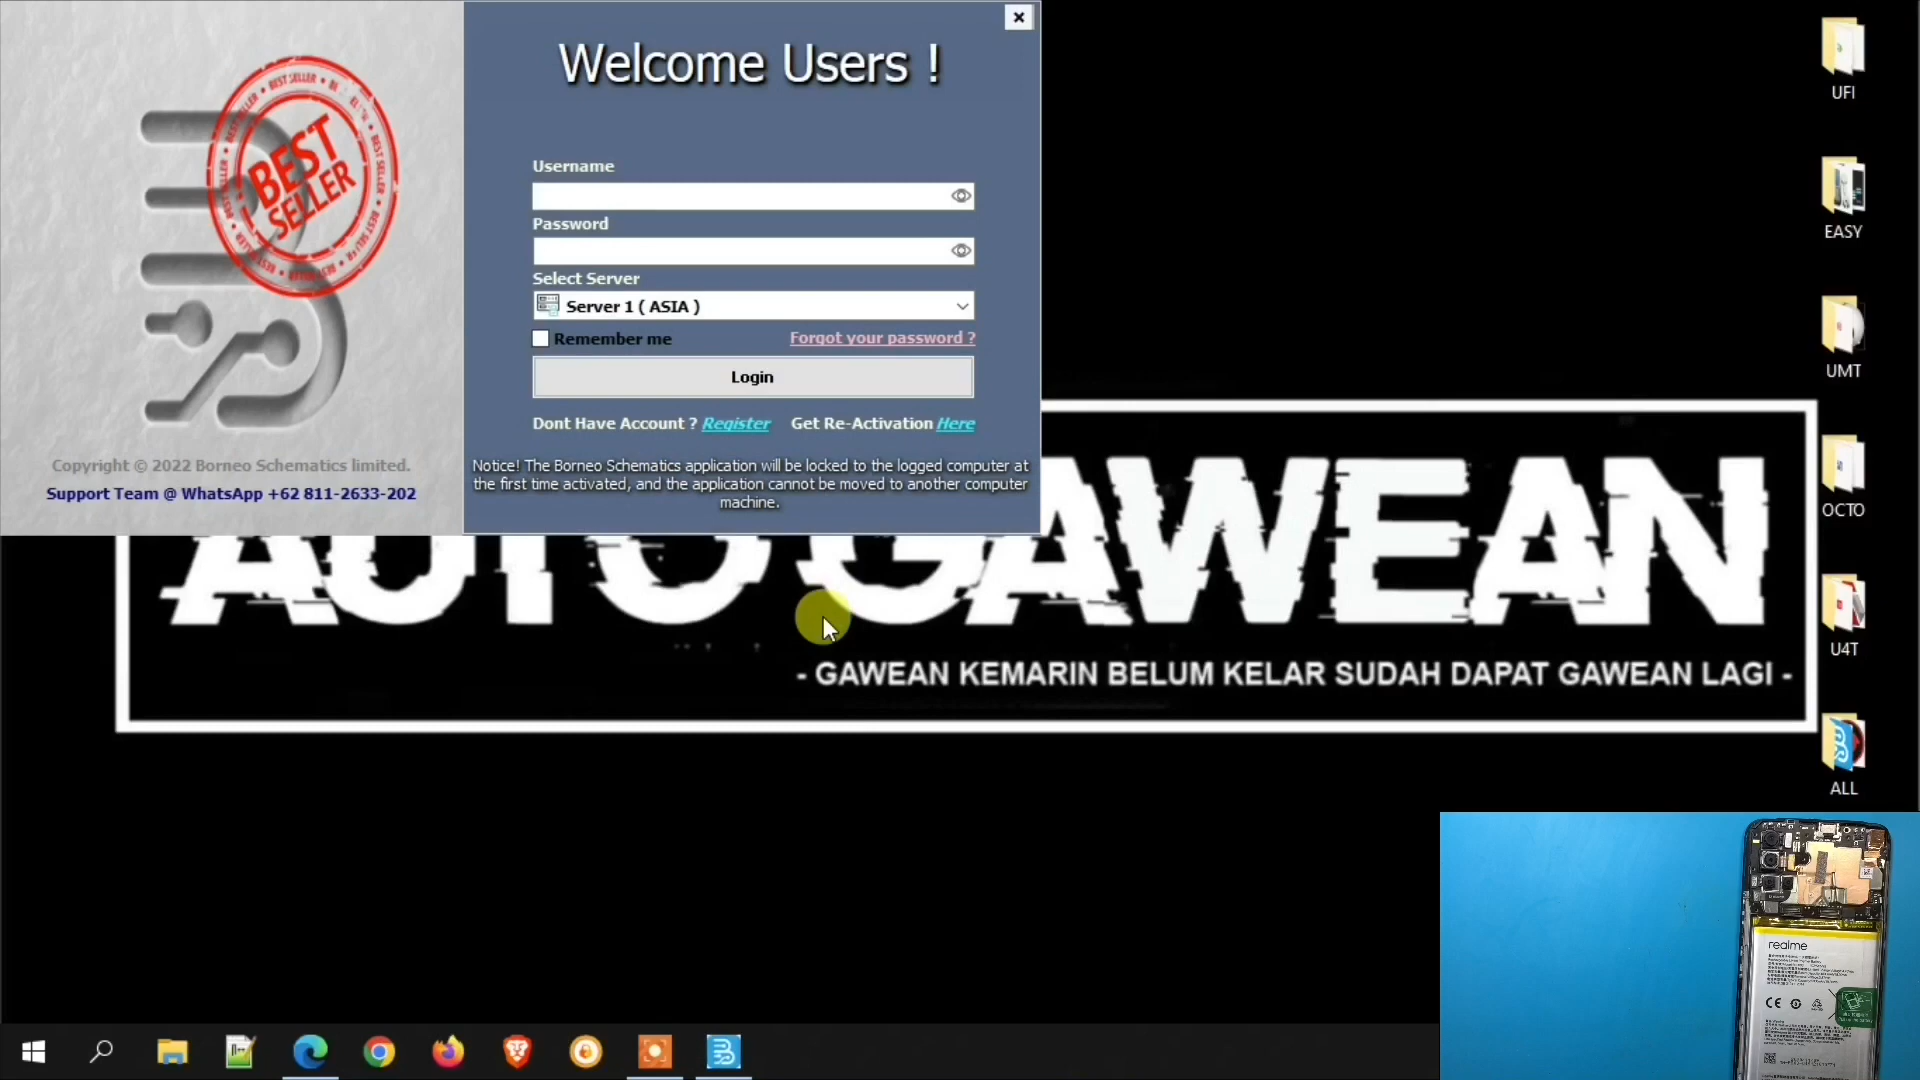 Welcome Users !
Username
Password
Select Server
Server 1 ( ASIA )
Remember me
Forgot your password ?
Login
Dont Have Account ? Register
Get Re-Activation Here
Notice! The Borneo Schematics application will be locked to the logged computer at
the first time activated, and the application cannot be moved to another computer
machine.
BEST SELLER
BEST
SELLER
Copyright © 2022 Borneo Schematics limited.
Support Team @ WhatsApp +62 811-2633-202
AUTO GAWEAN
- GAWEAN KEMARIN BELUM KELAR SUDAH DAPAT GAWEAN LAGI -
UFI
EASY
UMT
OCTO
U4T
ALL
realme
CE